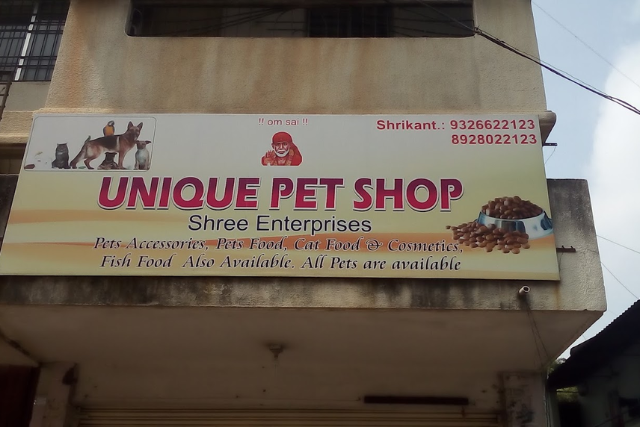 !! om sai !!
Shrikant.: 9326622123
8928022123
UNIQUE PET SHOP
Shree Enterprises
Pets Accessories, Pets Food, Cat Food & Cosmetics,
Fish Food Also Available. All Pets are available